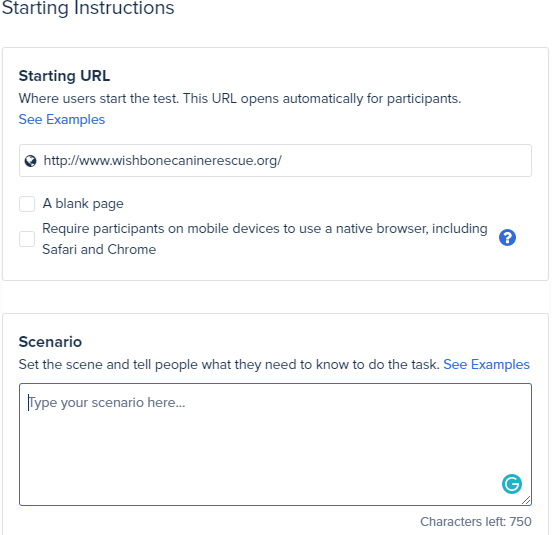 Starting Instructions
Starting URL
Where users start the test. This URL opens automatically for participants.
See Examples
http://www.wishbonecaninerescue.org/
A blank page
Require participants on mobile devices to use a native browser, including
Safari and Chrome
?
Scenario
Set the scene and tell people what they need to know to do the task. See Examples
Type your scenario here...
G
Characters left: 750